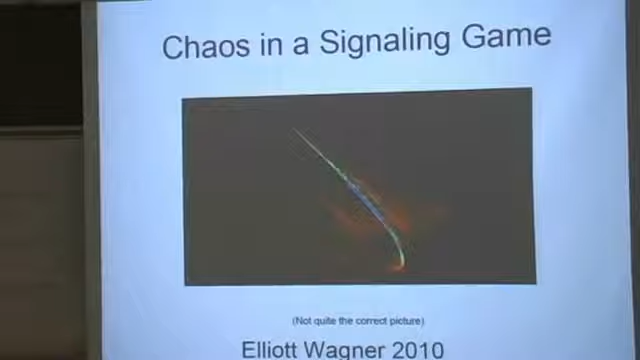 Chaos in a Signaling Game
(Not quite the correct picture)
Elliott Wagner 2010